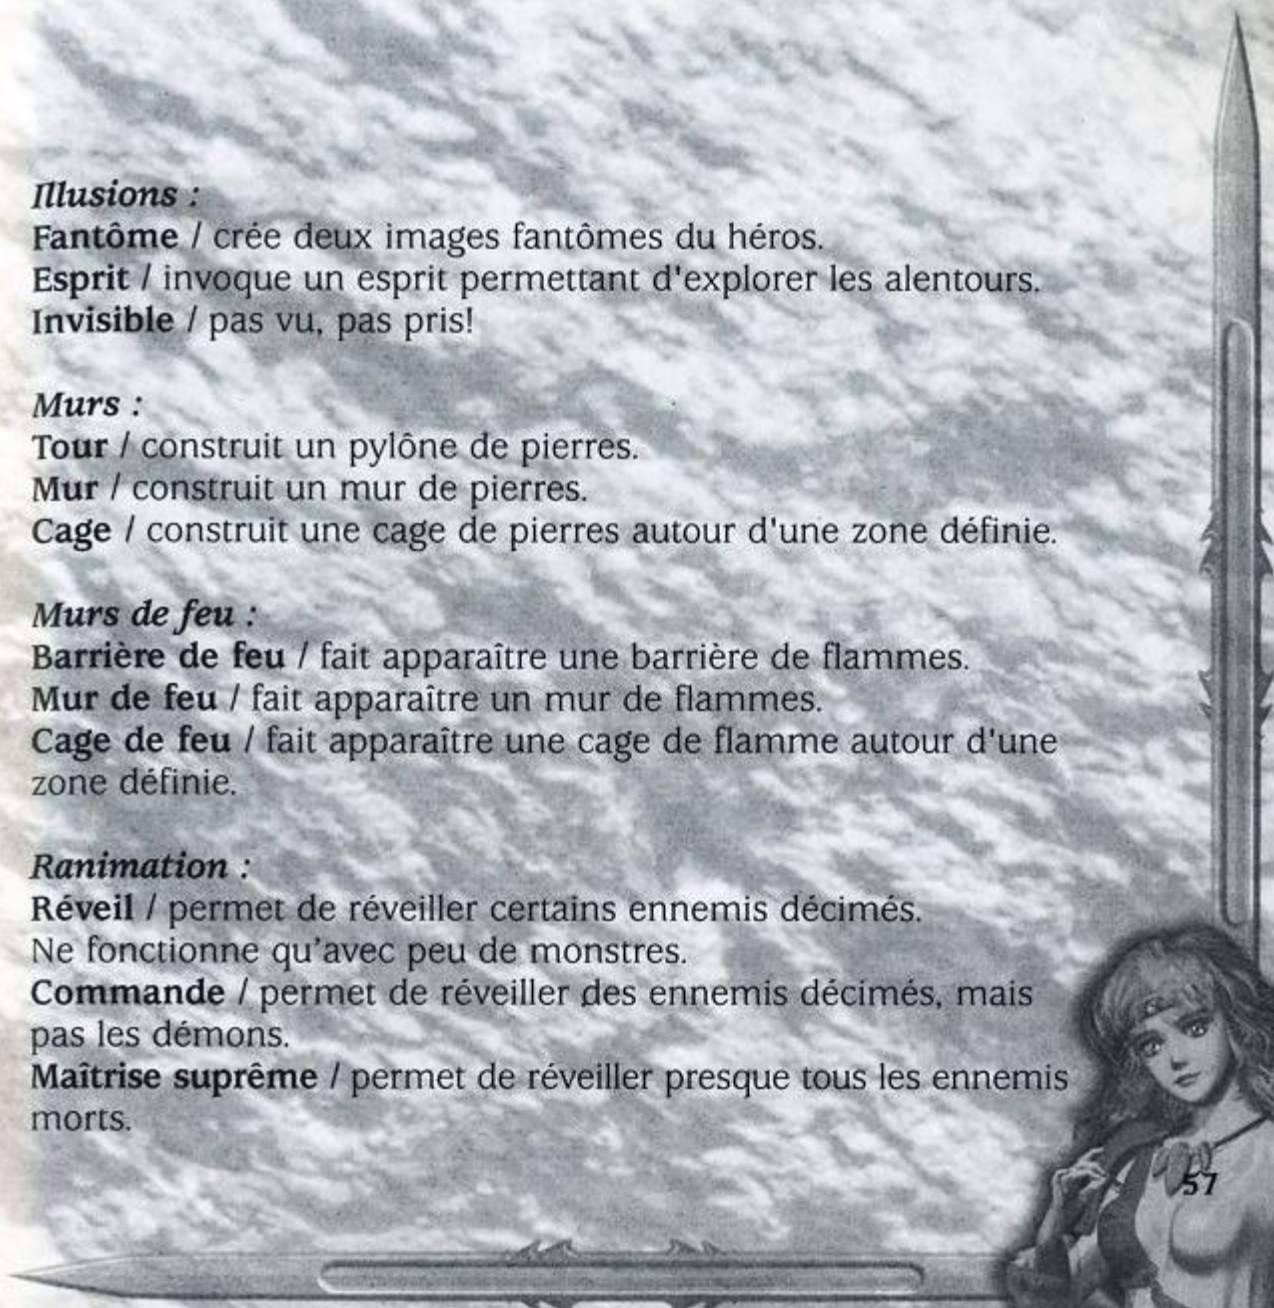 Illusions :
Fantôme / crée deux images fantômes du héros.
Esprit / invoque un esprit permettant d'explorer les alentours.
Invisible / pas vu, pas pris!
Murs :
Tour / construit un pylône de pierres.
Mur / construit un mur de pierres.
Cage / construit une cage de pierres autour d'une zone définie.
Murs de feu :
Barrière de feu / fait apparaître une barrière de flammes.
Mur de feu / fait apparaître un mur de flammes.
Cage de feu / fait apparaître une cage de flamme autour d'une
zone définie.
Ranimation :
Réveil / permet de réveiller certains ennemis décimés.
Ne fonctionne qu'avec peu de monstres.
Commande / permet de réveiller des ennemis décimés, mais
pas les démons.
Maîtrise suprême / permet de réveiller presque tous les ennemis
morts.
57